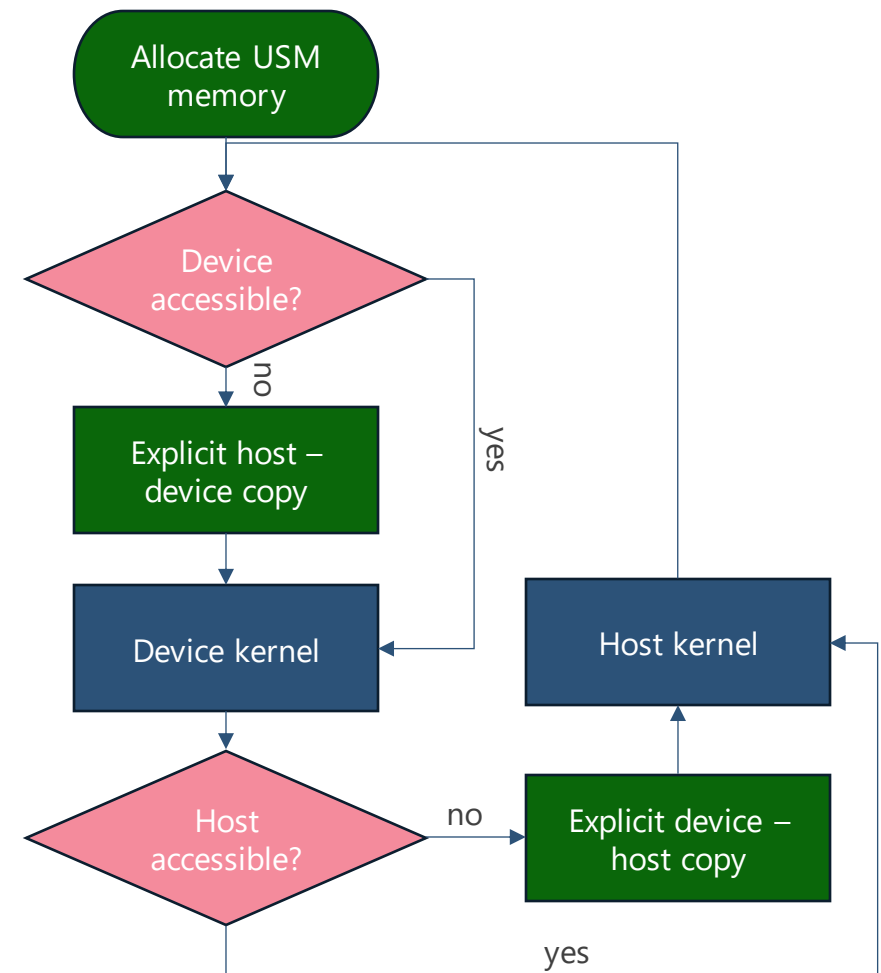 Allocate USM
memory
Device
accessible?
no
yes
Explicit host –
device copy
Device kernel
Host kernel
Host
accessible?
no
Explicit device –
host copy
yes